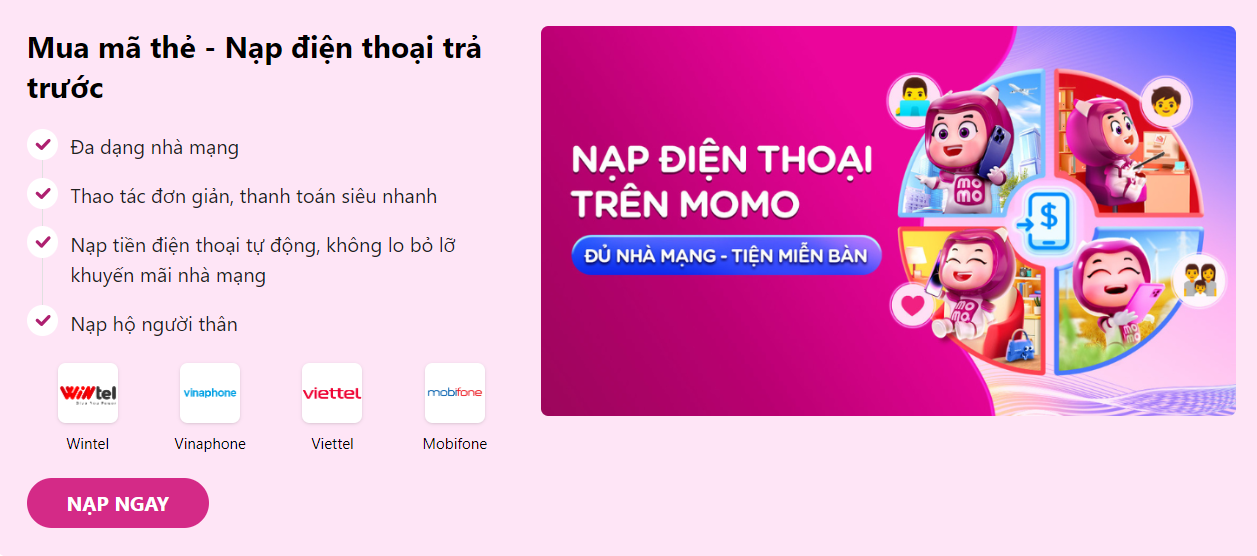 Mua mã thẻ - Nạp điện thoại trả
trước
Đa dạng nhà mạng
Thao tác đơn giản, thanh toán siêu nhanh
Nạp tiền điện thoại tự động, không lo bỏ lỡ
khuyến mãi nhà mạng
Nạp hộ người thân
WiNtel
Give You Power
vinaphone
viettel
mobifone
Wintel
Vinaphone
Viettel
Mobifone
NẠP NGAY
NẠP ĐIỆN THOẠI
TRÊN MOMO
ĐỦ NHÀ MẠNG - TIỆN MIỄN BÀN
mo
mo
mo
mo
mo
mo